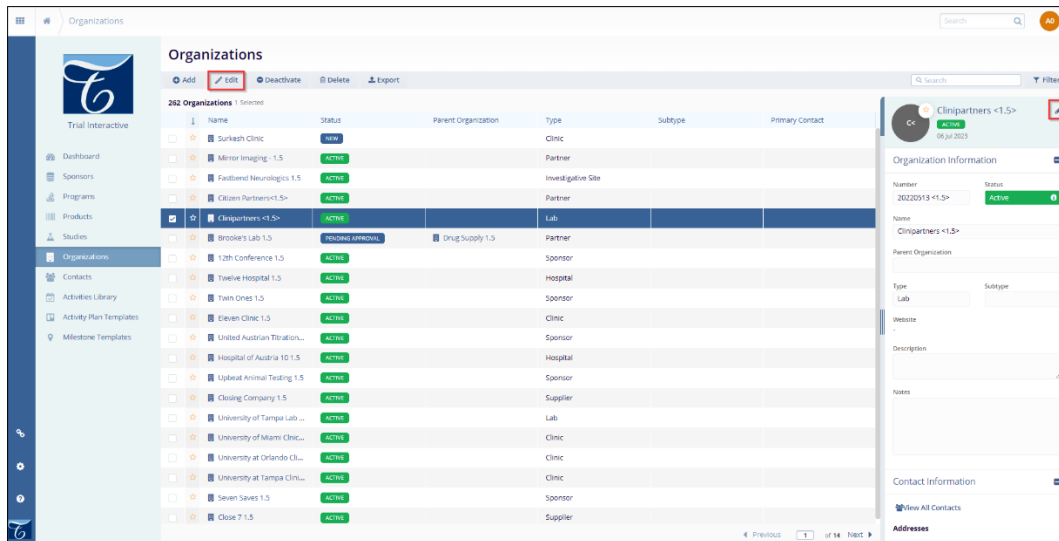 Organizations
Search
AO
Trial Interactive
Dashboard
Sponsors
Programs
Products
Studies
Organizations
Contacts
Activities Library
Activity Plan Templates
Milestone Templates
Organizations
Add Edit Deactivate Delete Export Search Filter
262 Organizations 1 Selected
Name Status Parent Organization Type Subtype Primary Contact
Surkesh Clinic NEW Clinic
Mirror Imaging - 1.5 ACTIVE Partner
Fastbend Neurologics 1.5 ACTIVE Investigative Site
Citizen Partners<1.5> ACTIVE Partner
Clinipartners <1.5> ACTIVE Lab
Brooke's Lab 1.5 PENDING APPROVAL Drug Supply 1.5 Partner
12th Conference 1.5 ACTIVE Sponsor
Twelve Hospital 1.5 ACTIVE Hospital
Twin Ones 1.5 ACTIVE Sponsor
Eleven Clinic 1.5 ACTIVE Clinic
United Austrian Titration... ACTIVE Sponsor
Hospital of Austria 10 1.5 ACTIVE Hospital
Upbeat Animal Testing 1.5 ACTIVE Sponsor
Closing Company 1.5 ACTIVE Supplier
University of Tampa Lab ... ACTIVE Lab
University of Miami Clinic... ACTIVE Clinic
University at Orlando Cli... ACTIVE Clinic
University at Tampa Clini... ACTIVE Clinic
Seven Saves 1.5 ACTIVE Sponsor
Close 7 1.5 ACTIVE Supplier
Previous 1 of 14 Next
C<
Clinipartners <1.5>
ACTIVE
06 Jul 2023
Organization Information
Number Status
20220513 <1.5> Active
Name
Clinipartners <1.5>
Parent Organization
Type Subtype
Lab
Website
-
Description
Notes
Contact Information
View All Contacts
Addresses